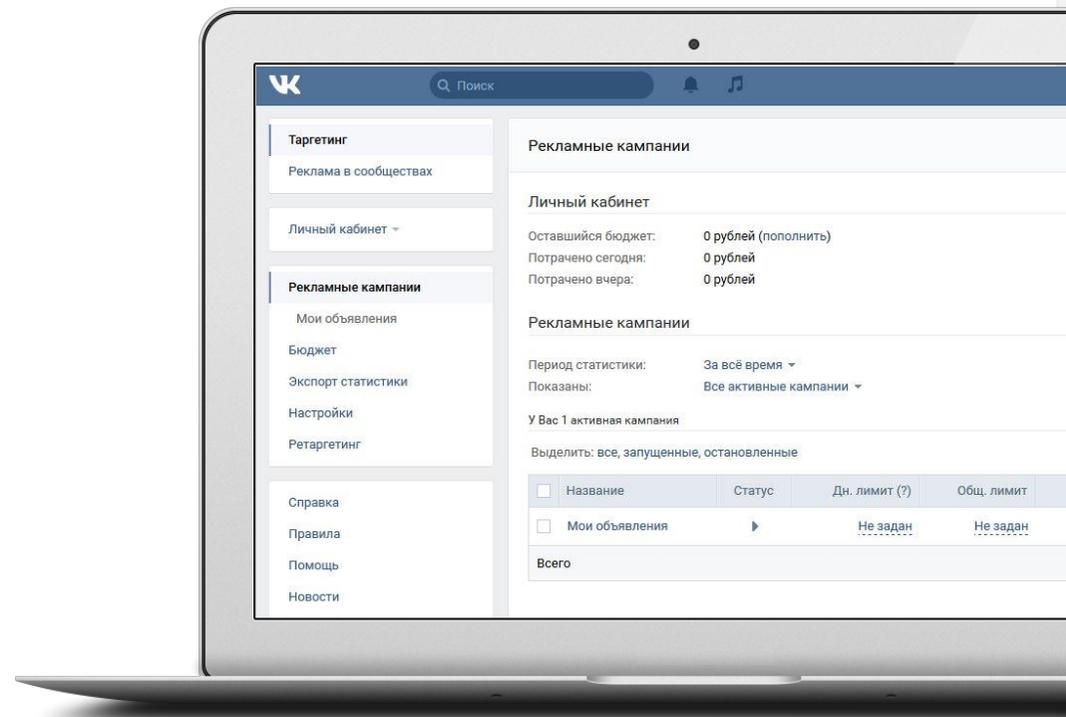 VK
Поиск
Таргетинг
Реклама в сообществах
Личный кабинет
Рекламные кампании
Мои объявления
Бюджет
Экспорт статистики
Настройки
Ретаргетинг
Справка
Правила
Помощь
Новости
Рекламные кампании
Личный кабинет
Оставшийся бюджет: 0 рублей (пополнить)
Потрачено сегодня: 0 рублей
Потрачено вчера: 0 рублей
Рекламные кампании
Период статистики: За всё время
Показаны: Все активные кампании
У Вас 1 активная кампания
Выделить: все, запущенные, остановленные
Название Статус Дн. лимит (?) Общ. лимит
Мои объявления Не задан Не задан
Всего